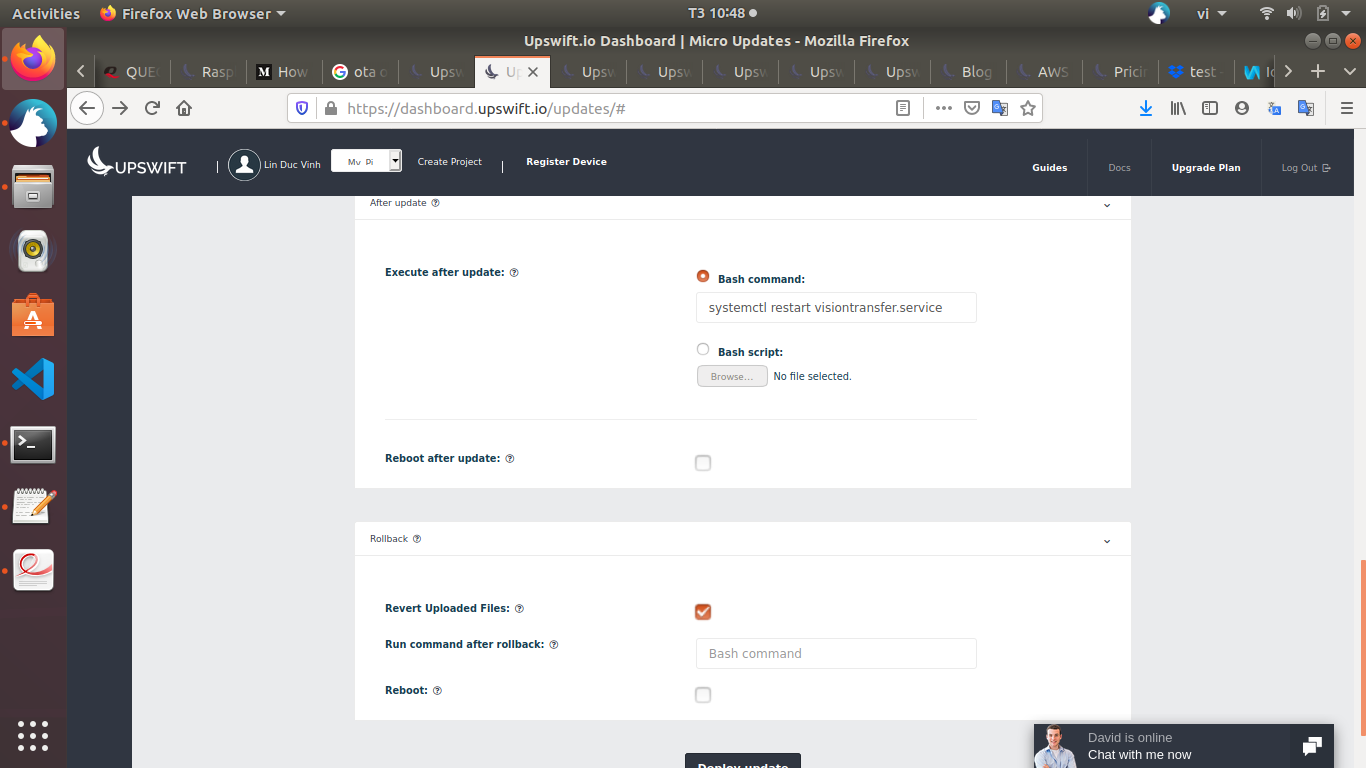 Activities Firefox Web Browser T3 10:48 vi
Upswift.io Dashboard | Micro Updates - Mozilla Firefox
QUE Rasp M How G ota o Upsw Up Upsw Upsw Upsw Upsw Upsw Blog AWS Pricin test - Io
https://dashboard.upswift.io/updates/#
UPSWIFT | Lin Duc Vinh My Pi Create Project | Register Device Guides Docs Upgrade Plan Log Out
After update
Execute after update:
Bash command:
systemctl restart visiontransfer.service
Bash script:
Browse... No file selected.
Reboot after update:
Rollback
Revert Uploaded Files:
Run command after rollback: Bash command
Reboot:
Deploy update
David is online
Chat with me now